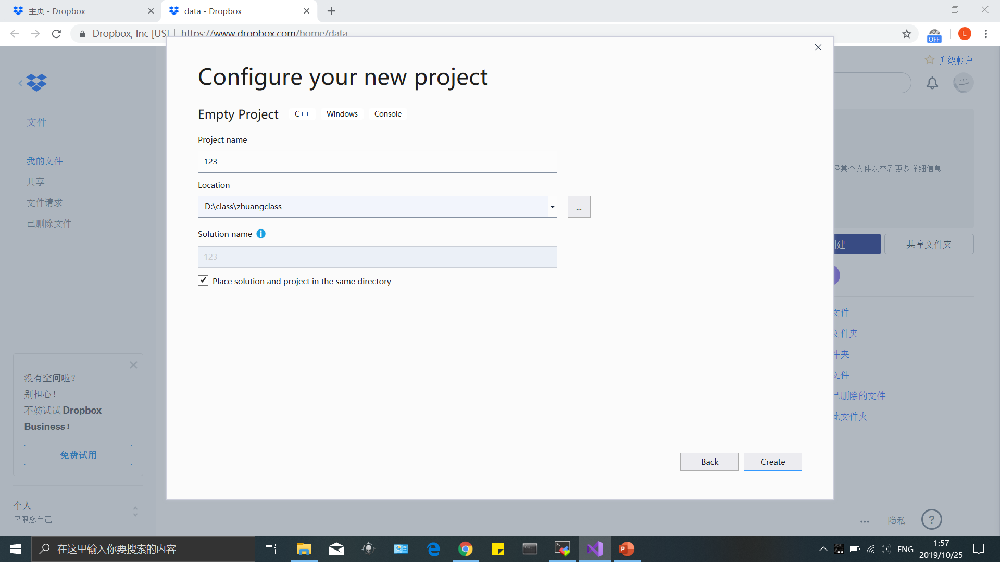 主页 - Dropbox
data - Dropbox
Dropbox, Inc [US] | https://www.dropbox.com/home/data
OFF
L
升级帐户
文件
我的文件
共享
文件请求
已删除文件
没有空间啦？
别担心！
不妨试试 Dropbox
Business！
免费试用
个人
仅限您自己
Configure your new project
Empty Project
C++
Windows
Console
Project name
123
Location
D:\class\zhuangclass
...
Solution name
123
Place solution and project in the same directory
Back
Create
择某个文件以查看更多详细信息
创建
共享文件夹
文件
文件夹
件夹
文件
已删除的文件
此文件夹
隐私
?
在这里输入你要搜索的内容
ENG
1:57
2019/10/25